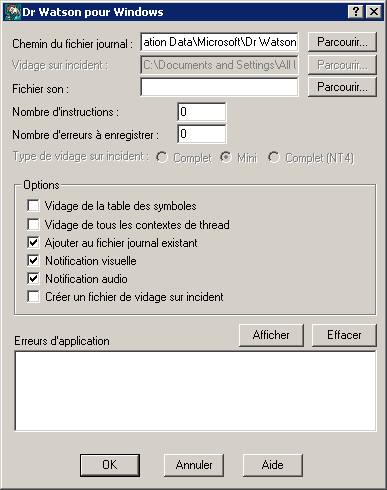 Dr Watson pour Windows
Chemin du fichier journal : ation Data\Microsoft\Dr Watson Parcourir...
Vidage sur incident : C:\Documents and Settings\All Parcourir...
Fichier son : Parcourir...
Nombre d'instructions : 0
Nombre d'erreurs à enregistrer : 0
Type de vidage sur incident : Complet Mini Complet (NT4)
Options
Vidage de la table des symboles
Vidage de tous les contextes de thread
Ajouter au fichier journal existant
Notification visuelle
Notification audio
Créer un fichier de vidage sur incident
Afficher Effacer
Erreurs d'application
OK Annuler Aide